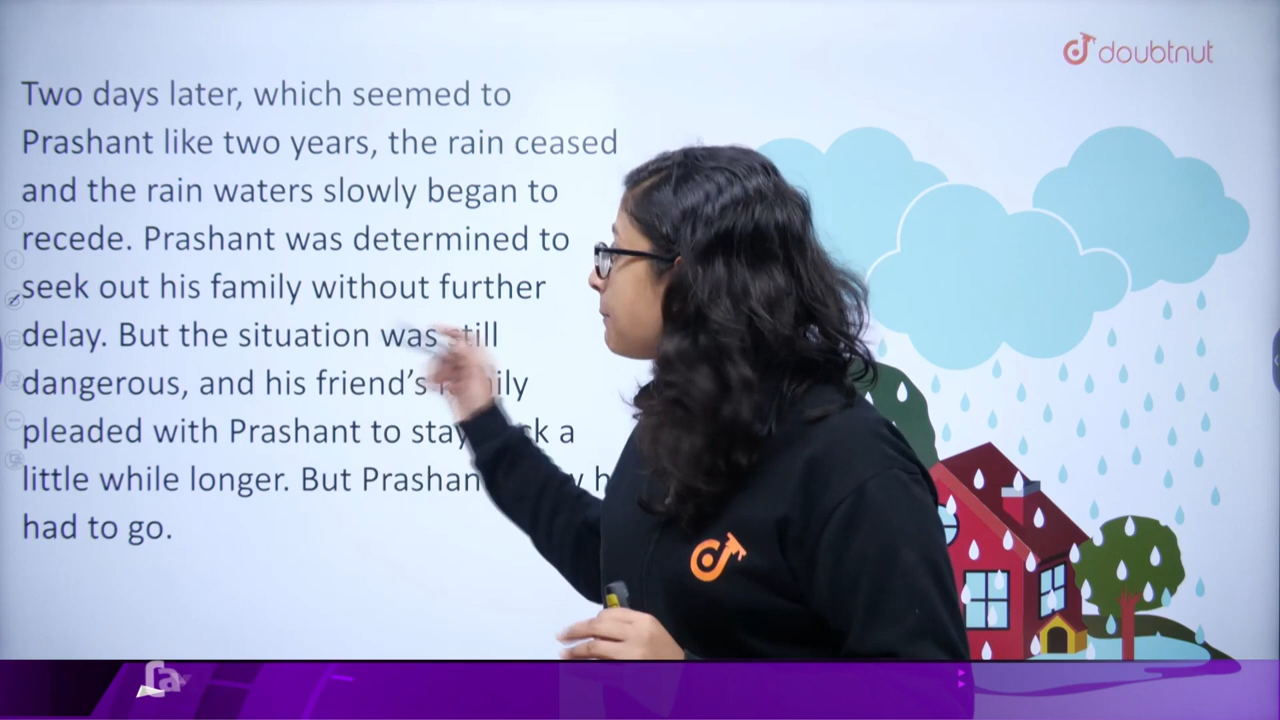 doubtnut
Two days later, which seemed to
Prashant like two years, the rain ceased
and the rain waters slowly began to
recede. Prashant was determined to
seek out his family without further
delay. But the situation was still
dangerous, and his friend's
pleaded with Prashant to stay a
little while longer. But
had to go.